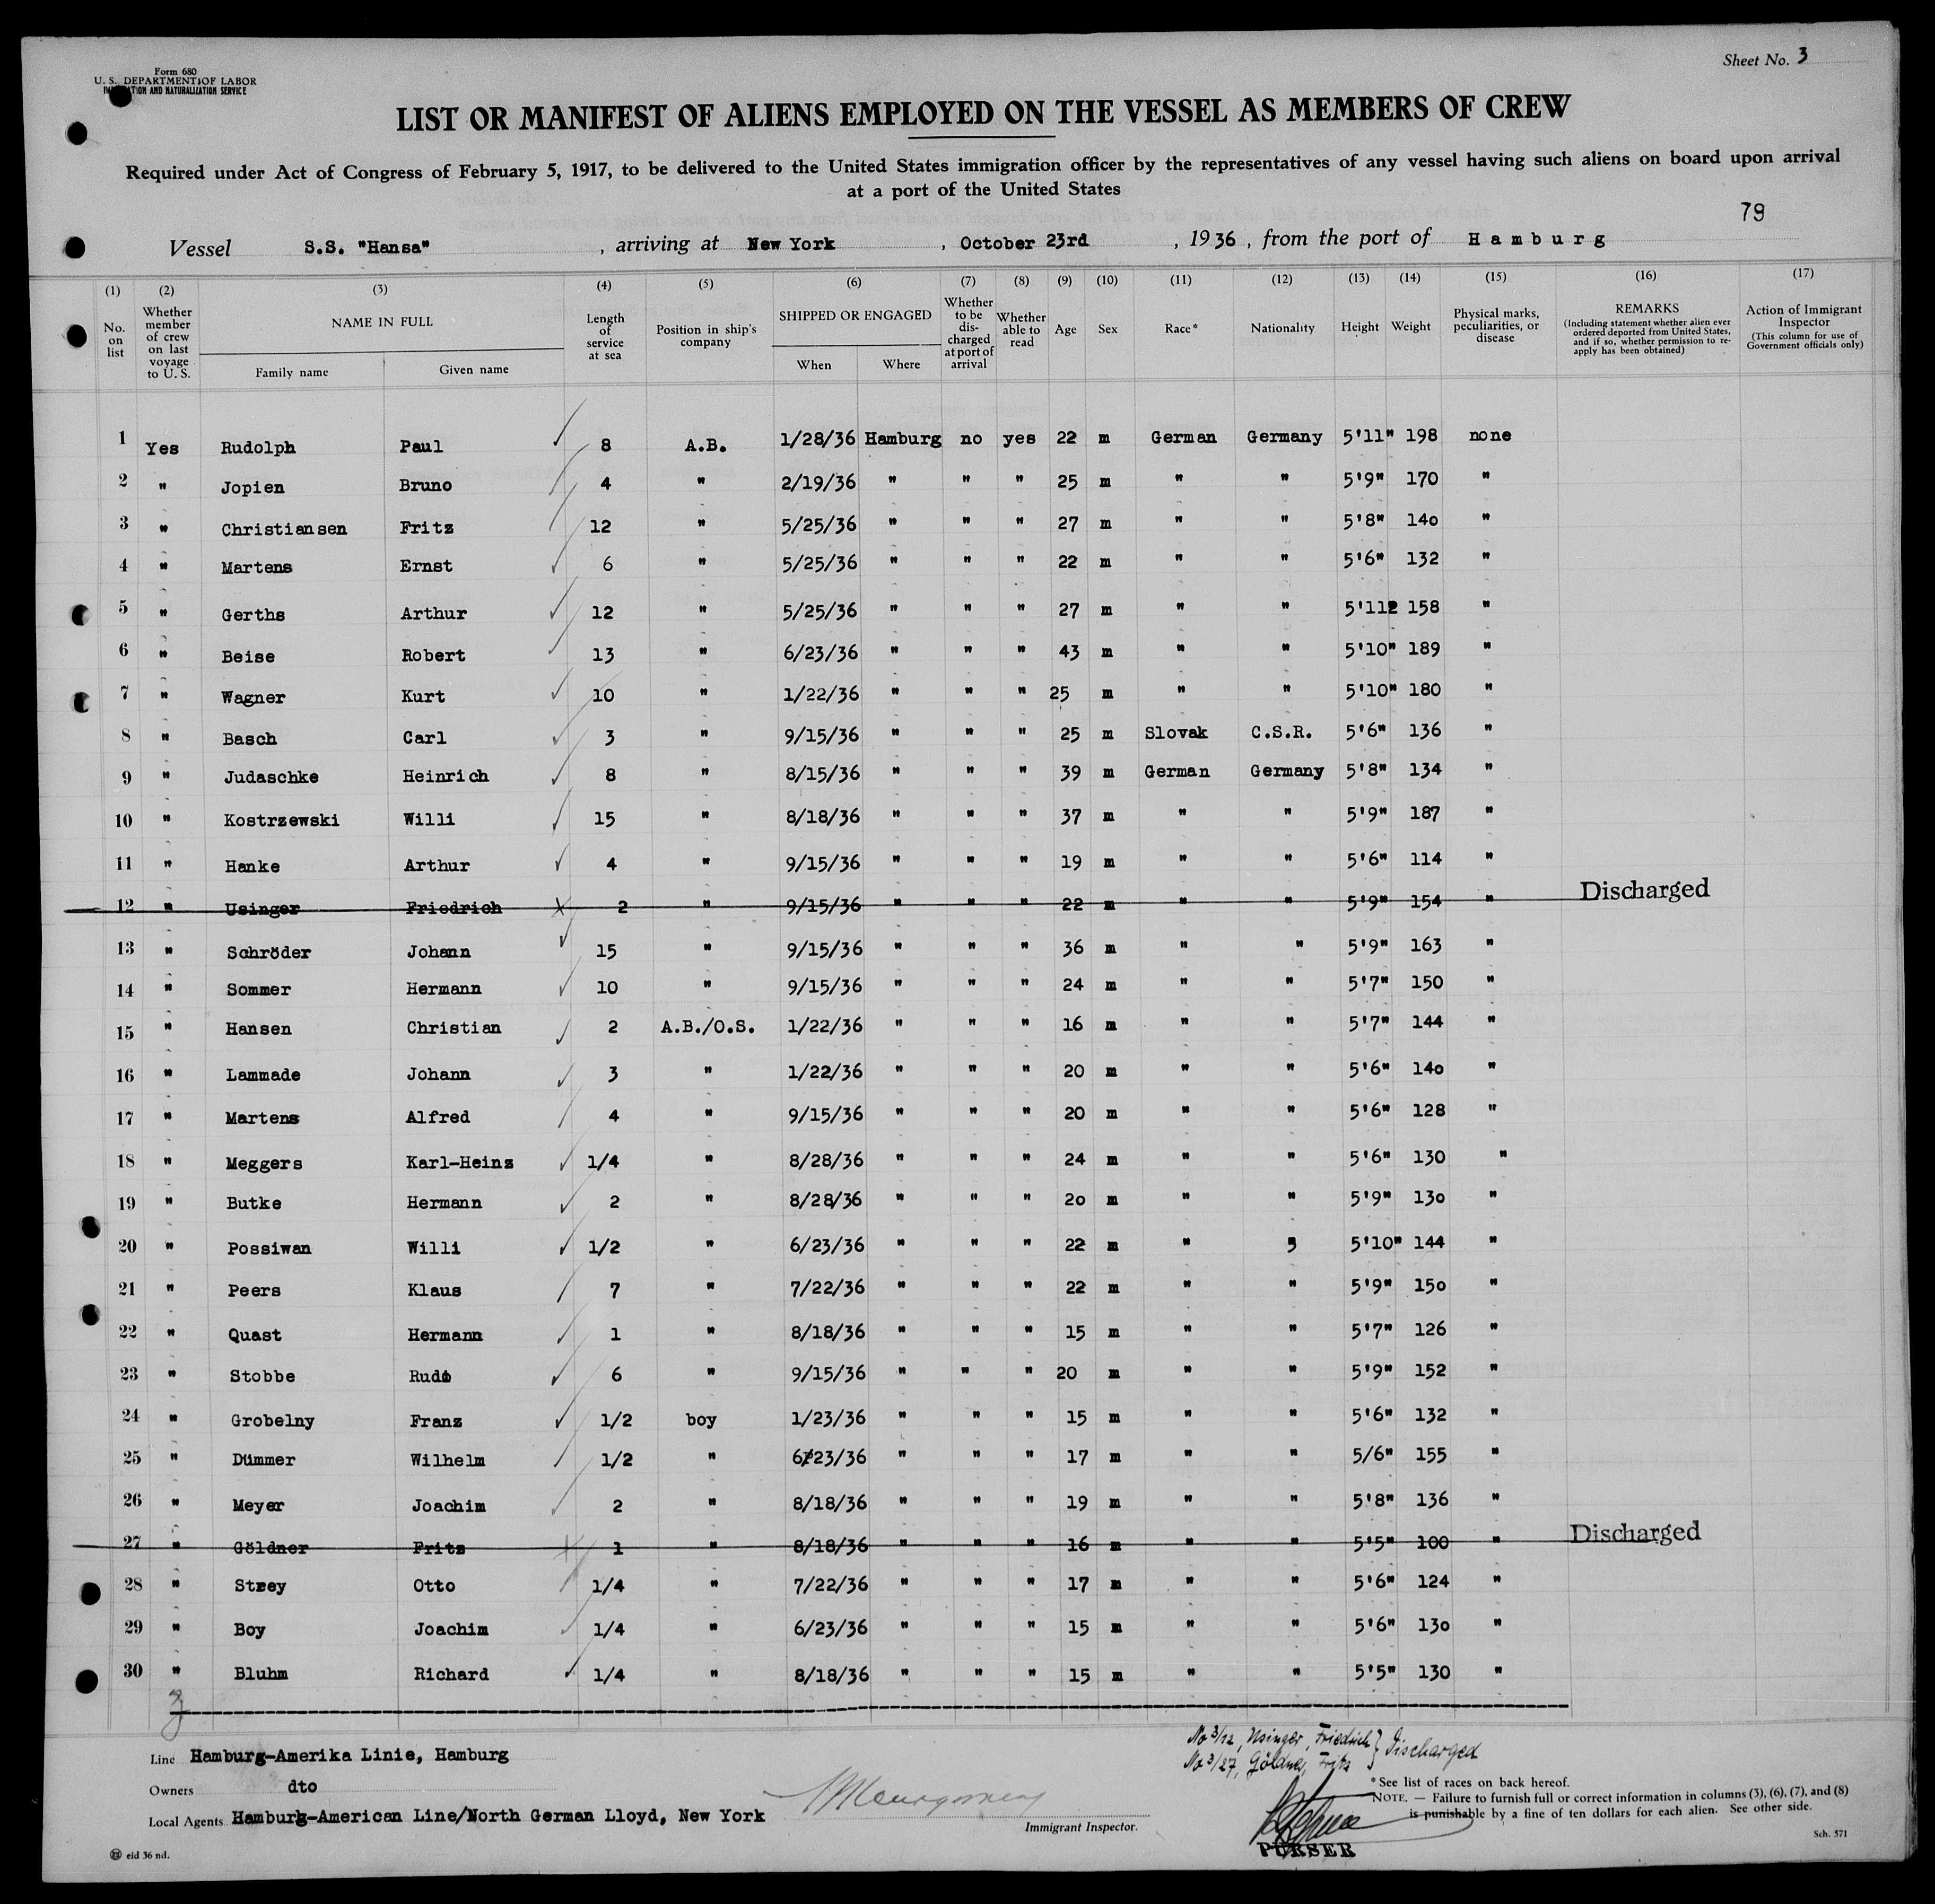 Sheet No. 3
Form 680
U. S. DEPARTMENT OF LABOR
IMMIGRATION AND NATURALIZATION SERVICE
LIST OR MANIFEST OF ALIENS EMPLOYED ON THE VESSEL AS MEMBERS OF CREW
Required under Act of Congress of February 5, 1917, to be delivered to the United States immigration officer by the representatives of any vessel having such aliens on board upon arrival
at a port of the United States
79
Vessel S.S. "Hansa" , arriving at New York , October 23rd , 1936 , from the port of Hamburg
(1) (2) (3) (4) (5) (6) (7) (8) (9) (10) (11) (12) (13) (14) (15) (16) (17)
No. on list
Whether member of crew on last voyage to U. S.
NAME IN FULL
Family name Given name
Length of service at sea
Position in ship's company
SHIPPED OR ENGAGED
When Where
Whether to be discharged at port of arrival
Whether able to read
Age Sex Race* Nationality Height Weight
Physical marks, peculiarities, or disease
REMARKS
(Including statement whether alien ever ordered deported from United States, and if so, whether permission to re-apply has been obtained)
Action of Immigrant Inspector
(This column for use of Government officials only)
1 Yes Rudolph Paul 8 A.B. 1/28/36 Hamburg no yes 22 m German Germany 5'11" 198 none
2 " Jopien Bruno 4 " 2/19/36 " " " 25 m " " 5'9" 170 "
3 " Christiansen Fritz 12 " 5/25/36 " " " 27 m " " 5'8" 140 "
4 " Martens Ernst 6 " 5/25/36 " " " 22 m " " 5'6" 132 "
5 " Gerths Arthur 12 " 5/25/36 " " " 27 m " " 5'112 158 "
6 " Beise Robert 13 " 6/23/36 " " " 43 m " " 5'10" 189 "
7 " Wagner Kurt 10 " 1/22/36 " " " 25 m " " 5'10" 180 "
8 " Basch Carl 3 " 9/15/36 " " " 25 m Slovak C.S.R. 5'6" 136 "
9 " Judaschke Heinrich 8 " 8/15/36 " " " 39 m German Germany 5'8" 134 "
10 " Kostrzewski Willi 15 " 8/18/36 " " " 37 m " " 5'9" 187 "
11 " Hanke Arthur 4 " 9/15/36 " " " 19 m " " 5'6" 114 "
12 " Usinger Friedrich 2 " 9/15/36 " " " 22 m " " 5'9" 154 " Discharged
13 " Schröder Johann 15 " 9/15/36 " " " 36 m " " 5'9" 163 "
14 " Sommer Hermann 10 " 9/15/36 " " " 24 m " " 5'7" 150 "
15 " Hansen Christian 2 A.B./O.S. 1/22/36 " " " 16 m " " 5'7" 144 "
16 " Lammade Johann 3 " 1/22/36 " " " 20 m " " 5'6" 140 "
17 " Martens Alfred 4 " 9/15/36 " " " 20 m " " 5'6" 128 "
18 " Meggers Karl-Heinz 1/4 " 8/28/36 " " " 24 m " " 5'6" 130 "
19 " Butke Hermann 2 " 8/28/36 " " " 20 m " " 5'9" 130 "
20 " Possiwan Willi 1/2 " 6/23/36 " " " 22 m " 5 5'10" 144 "
21 " Peers Klaus 7 " 7/22/36 " " " 22 m " " 5'9" 150 "
22 " Quast Hermann 1 " 8/18/36 " " " 15 m " " 5'7" 126 "
23 " Stobbe 6 " 9/15/36 " " " 20 m " " 5'9" 152 "
24 " Grobelny Franz 1/2 boy 1/23/36 " " " 15 m " " 5'6" 132 "
25 " Dümmer Wilhelm 1/2 " 6/23/36 " " " 17 m " " 5/6" 155 "
26 " Meyer Joachim 2 " 8/18/36 " " " 19 m " " 5'8" 136 "
27 " Göldner Fritz 1 " 8/18/36 " " " 16 m " " 5'5" 100 " Discharged
28 " Strey Otto 1/4 " 7/22/36 " " " 17 m " " 5'6" 124 "
29 " Boy Joachim 1/4 " 6/23/36 " " " 15 m " " 5'6" 130 "
30 " Bluhm Richard 1/4 " 8/18/36 " " " 15 m " " 5'5" 130 "
No 3/12, Usinger, Friedrich } Discharged
No 3/27, Göldner, Fritz
Line Hamburg-Amerika Linie, Hamburg
Owners dto
Local Agents Hamburg-American Line/North German Lloyd, New York
Immigrant Inspector.
PURSER
*See list of races on back hereof.
NOTE. — Failure to furnish full or correct information in columns (3), (6), (7), and (8)
is punishable by a fine of ten dollars for each alien. See other side.
Sch. 571
eid 36 nd.